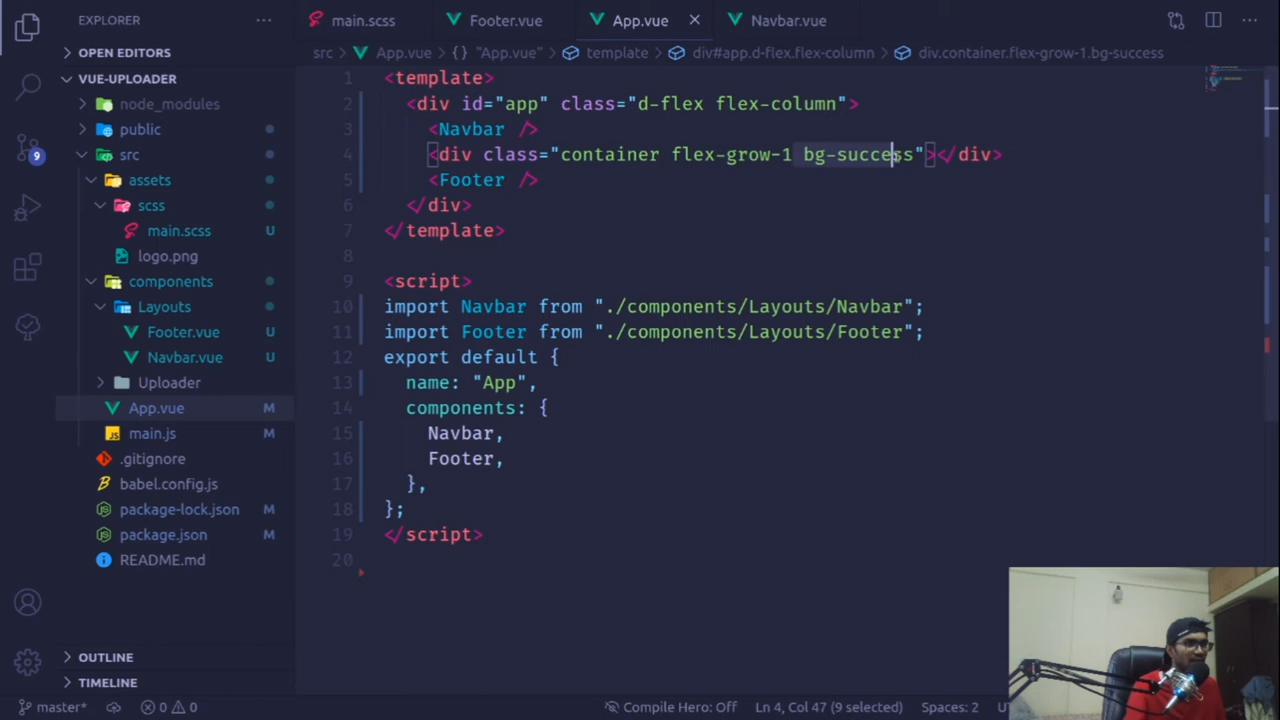 EXPLORER
main.scss
Footer.vue
App.vue
Navbar.vue
OPEN EDITORS
src > App.vue > {} "App.vue" > template > div#app.d-flex.flex-column > div.container.flex-grow-1.bg-success
VUE-UPLOADER
node_modules
public
src
assets
scss
main.scss U
logo.png
components
Layouts
Footer.vue U
Navbar.vue U
Uploader
App.vue M
main.js M
.gitignore
babel.config.js
package-lock.json M
package.json M
README.md
OUTLINE
TIMELINE
9
1 <template>
2 <div id="app" class="d-flex flex-column">
3 <Navbar />
4 <div class="container flex-grow-1 bg-success"></div>
5 <Footer />
6 </div>
7 </template>
8
9 <script>
10 import Navbar from "./components/Layouts/Navbar";
11 import Footer from "./components/Layouts/Footer";
12 export default {
13 name: "App",
14 components: {
15 Navbar,
16 Footer,
17 },
18 };
19 </script>
20
master* 0 0 Compile Hero: Off Ln 4, Col 47 (9 selected) Spaces: 2